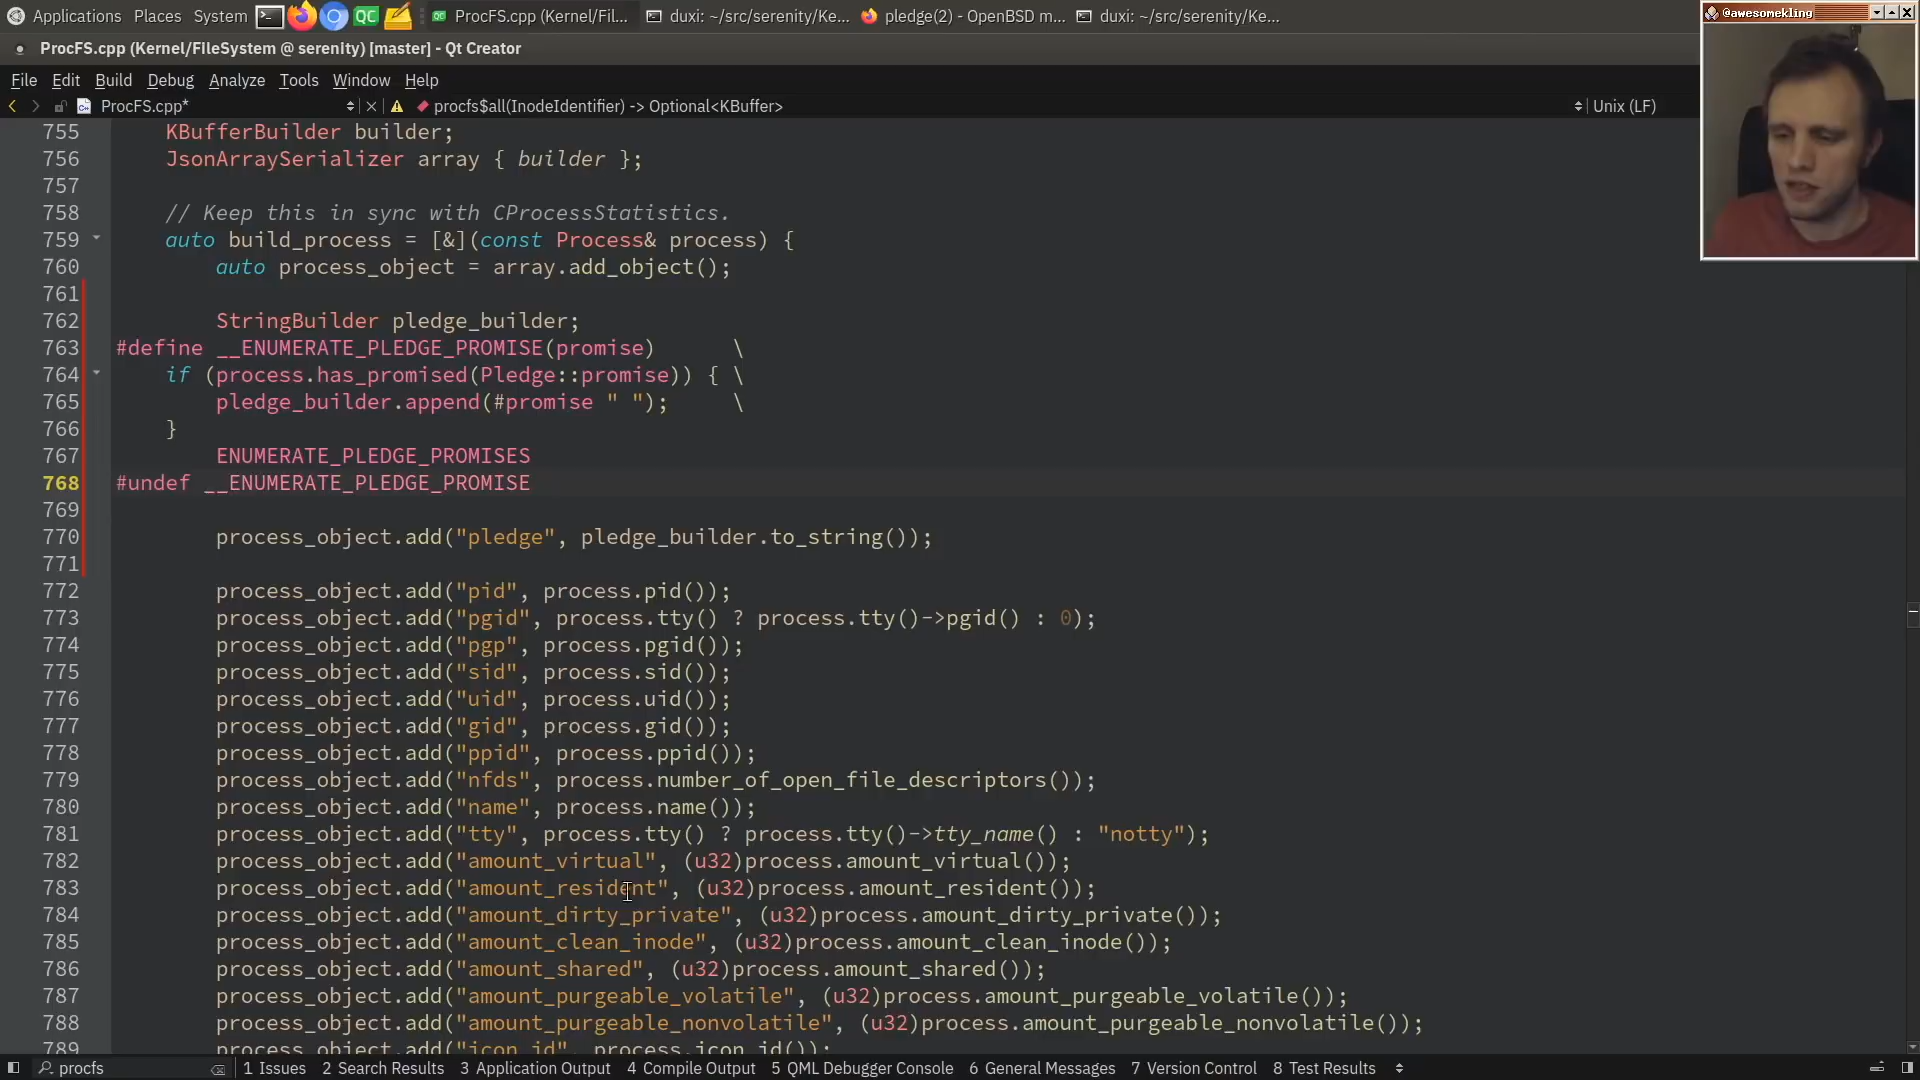 Applications Places System ProcFS.cpp (Kernel/Fil... duxi: ~/src/serenity/Ke... pledge(2) - OpenBSD m... duxi: ~/src/serenity/Ke...
@awesomekling
ProcFS.cpp (Kernel/FileSystem @ serenity) [master] - Qt Creator
File Edit Build Debug Analyze Tools Window Help
ProcFS.cpp* procfs$all(InodeIdentifier) -> Optional<KBuffer> Unix (LF)
755 KBufferBuilder builder;
756 JsonArraySerializer array { builder };
757
758 // Keep this in sync with CProcessStatistics.
759 auto build_process = [&](const Process& process) {
760 auto process_object = array.add_object();
761
762 StringBuilder pledge_builder;
763 #define __ENUMERATE_PLEDGE_PROMISE(promise) \
764 if (process.has_promised(Pledge::promise)) { \
765 pledge_builder.append(#promise " "); \
766 }
767 ENUMERATE_PLEDGE_PROMISES
768 #undef __ENUMERATE_PLEDGE_PROMISE
769
770 process_object.add("pledge", pledge_builder.to_string());
771
772 process_object.add("pid", process.pid());
773 process_object.add("pgid", process.tty() ? process.tty()->pgid() : 0);
774 process_object.add("pgp", process.pgid());
775 process_object.add("sid", process.sid());
776 process_object.add("uid", process.uid());
777 process_object.add("gid", process.gid());
778 process_object.add("ppid", process.ppid());
779 process_object.add("nfds", process.number_of_open_file_descriptors());
780 process_object.add("name", process.name());
781 process_object.add("tty", process.tty() ? process.tty()->tty_name() : "notty");
782 process_object.add("amount_virtual", (u32)process.amount_virtual());
783 process_object.add("amount_resident", (u32)process.amount_resident());
784 process_object.add("amount_dirty_private", (u32)process.amount_dirty_private());
785 process_object.add("amount_clean_inode", (u32)process.amount_clean_inode());
786 process_object.add("amount_shared", (u32)process.amount_shared());
787 process_object.add("amount_purgeable_volatile", (u32)process.amount_purgeable_volatile());
788 process_object.add("amount_purgeable_nonvolatile", (u32)process.amount_purgeable_nonvolatile());
789 process_object.add("icon_id", process.icon_id());
procfs 1 Issues 2 Search Results 3 Application Output 4 Compile Output 5 QML Debugger Console 6 General Messages 7 Version Control 8 Test Results